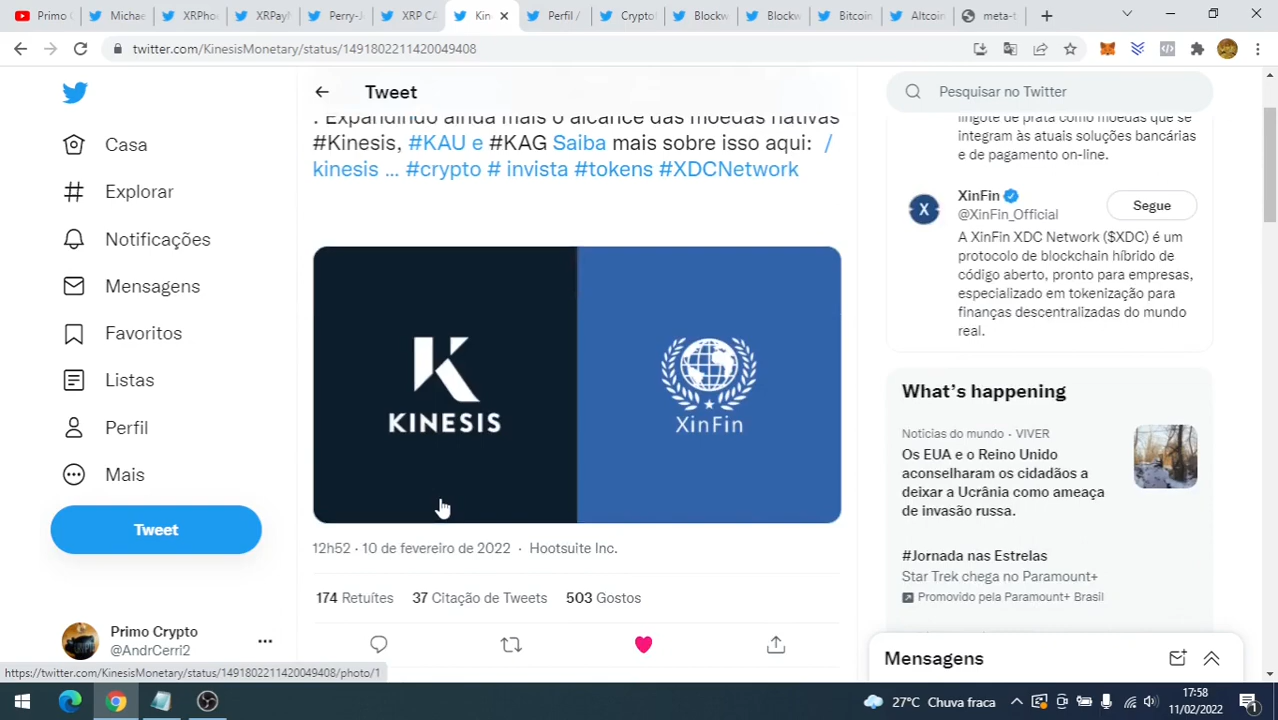 Primo C
Michae
XRPho
XRPayN
Perry-J
XRP CA
Kin
Perfil /
Crypto
Blockw
Blockw
Bitcoin
Altcoin
meta-t
twitter.com/KinesisMonetary/status/1491802211420049408
Casa
Explorar
Notificações
Mensagens
Favoritos
Listas
Perfil
Mais
Tweet
Primo Crypto
@AndrCerri2
Tweet
. Expandindo ainda mais o alcance das moedas nativas
#Kinesis, #KAU e #KAG Saiba mais sobre isso aqui: /
kinesis ... #crypto # invista #tokens #XDCNetwork
KINESIS
XinFin
12h52 · 10 de fevereiro de 2022 · Hootsuite Inc.
174 Retuítes 37 Citação de Tweets 503 Gostos
Pesquisar no Twitter
lingote de prata como moedas que se
integram às atuais soluções bancárias
e de pagamento on-line.
XinFin
@XinFin_Official
Segue
A XinFin XDC Network ($XDC) é um
protocolo de blockchain híbrido de
código aberto, pronto para empresas,
especializado em tokenização para
finanças descentralizadas do mundo
real.
What's happening
Notícias do mundo · VIVER
Os EUA e o Reino Unido
aconselharam os cidadãos a
deixar a Ucrânia como ameaça
de invasão russa.
#Jornada nas Estrelas
Star Trek chega no Paramount+
Promovido pela Paramount+ Brasil
Mensagens
https://twitter.com/KinesisMonetary/status/1491802211420049408/photo/1
27°C Chuva fraca
17:58
11/02/2022
1